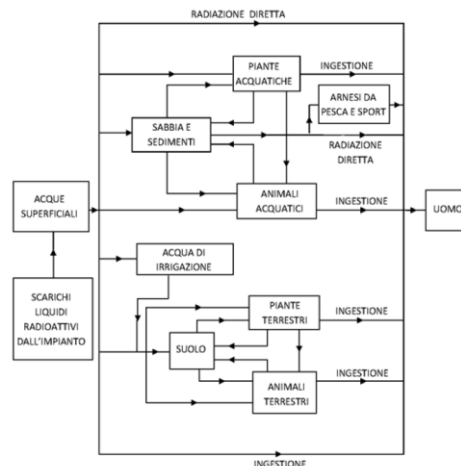 RADIAZIONE DIRETTA
PIANTE
ACQUATICHE
INGESTIONE
ARNESI DA
PESCA E SPORT
SABBIA E
SEDIMENTI
RADIAZIONE
DIRETTA
ACQUE
SUPERFICIALI
ANIMALI
ACQUATICI
INGESTIONE
UOMO
ACQUA DI
IRRIGAZIONE
SCARICHI
LIQUIDI
RADIOATTIVI
DALL'IMPIANTO
PIANTE
TERRESTRI
INGESTIONE
SUOLO
ANIMALI
TERRESTRI
INGESTIONE
INGESTIONE